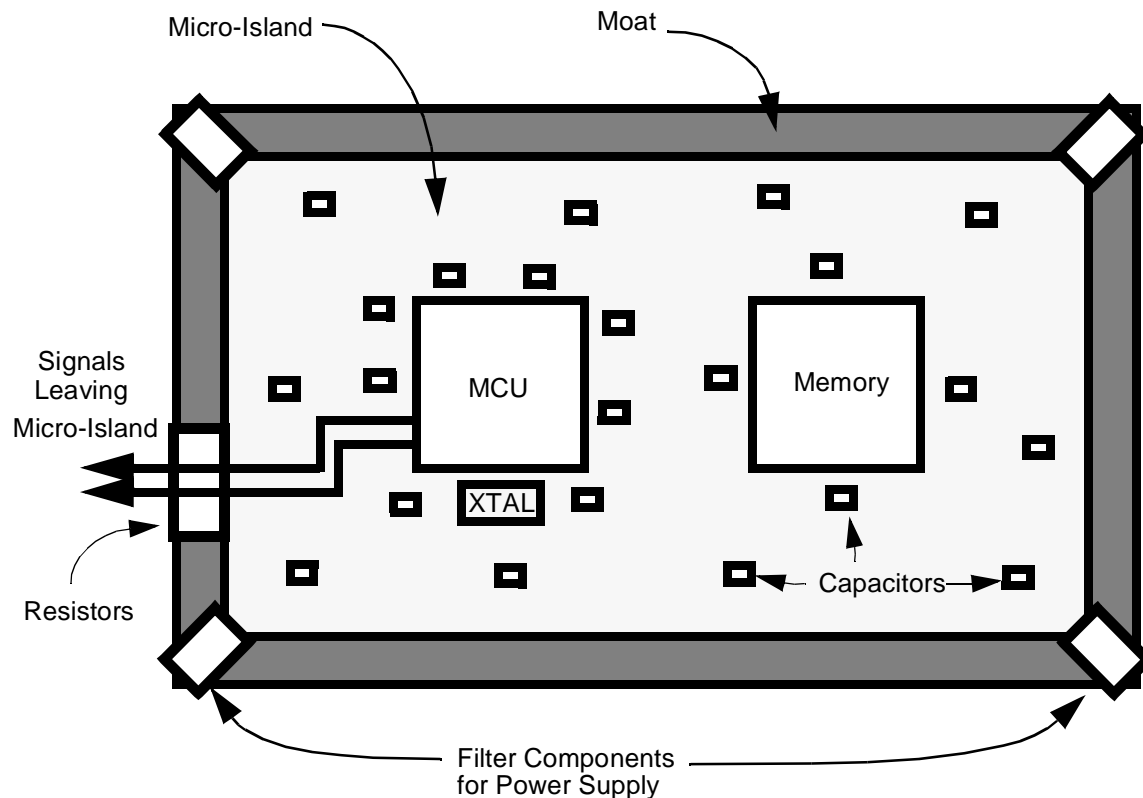 Micro-Island
Moat
Signals
Leaving
Micro-Island
MCU
Memory
XTAL
Resistors
Capacitors
Filter Components
for Power Supply